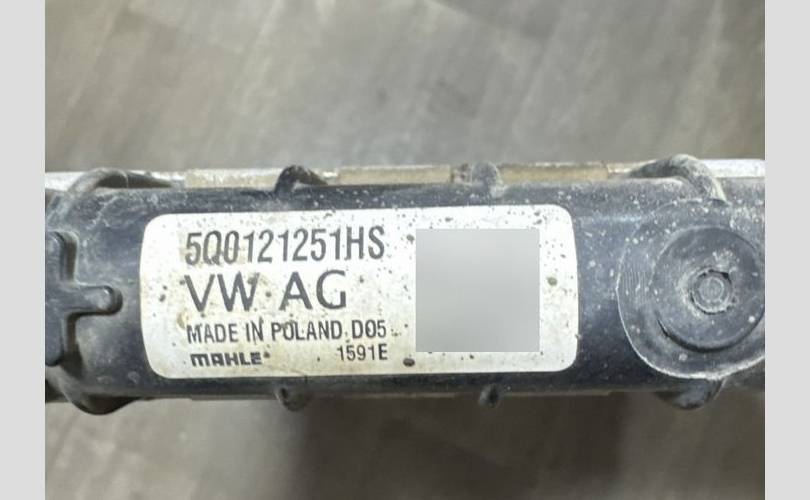 5Q0121251HS
VW AG
MADE IN POLAND D05
MAHLE 1591E